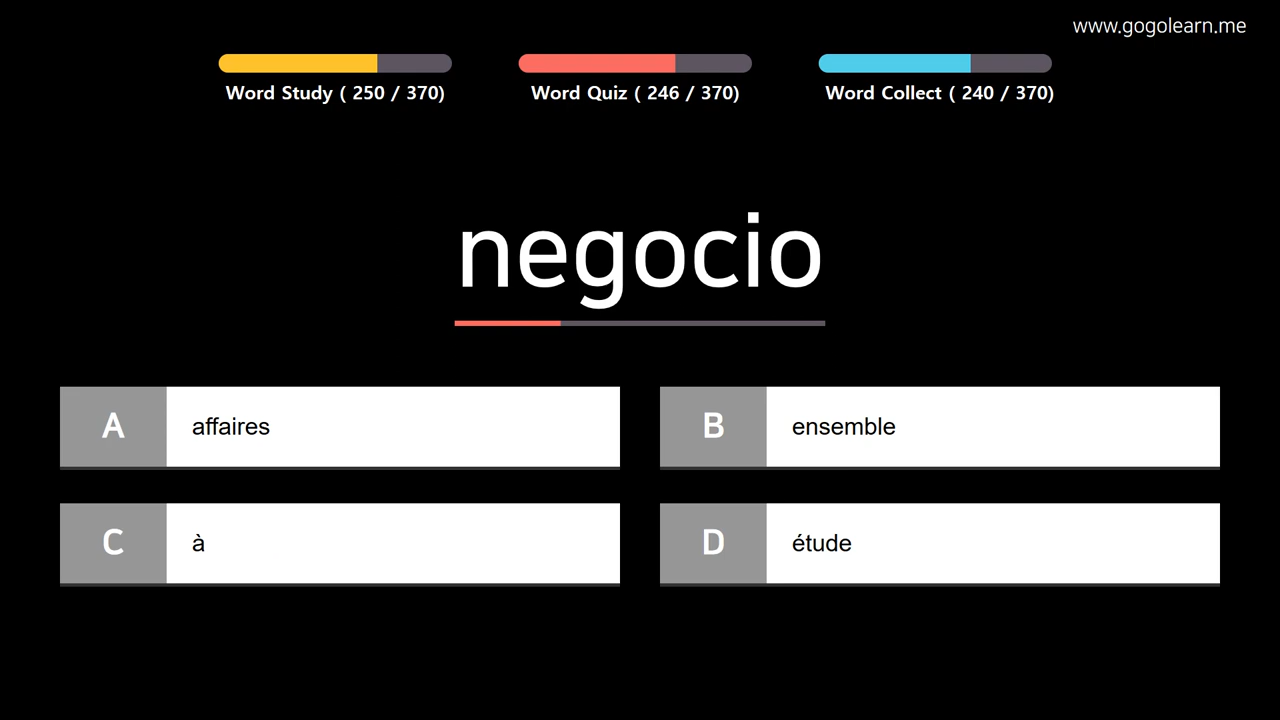 www.gogolearn.me
Word Study ( 250 / 370)
Word Quiz ( 246 / 370)
Word Collect ( 240 / 370)
negocio
A affaires
B ensemble
C à
D étude